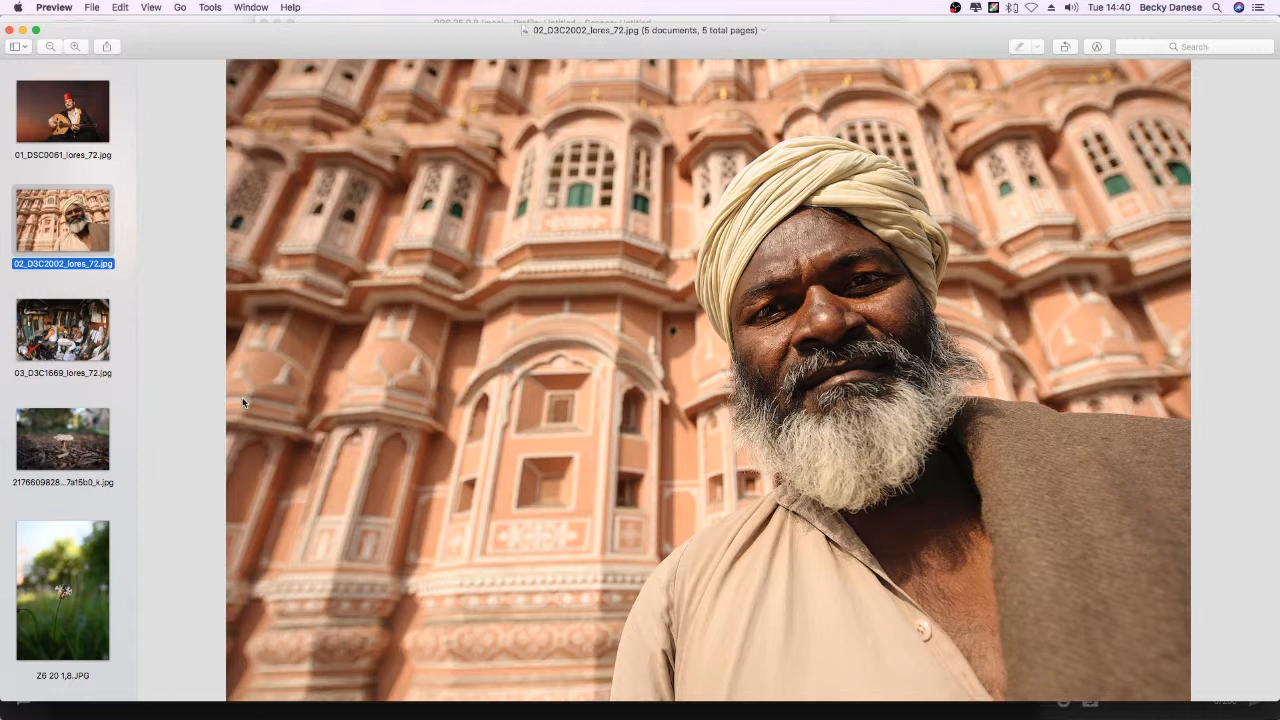 Preview File Edit View Go Tools Window Help Tue 14:40 Becky Danese
02_D3C2002_lores_72.jpg (5 documents, 5 total pages)
Search
01_DSC0061_lores_72.jpg
02_D3C2002_lores_72.jpg
03_D3C1669_lores_72.jpg
2176609828...7a15b0_k.jpg
Z6 20 1,8.JPG